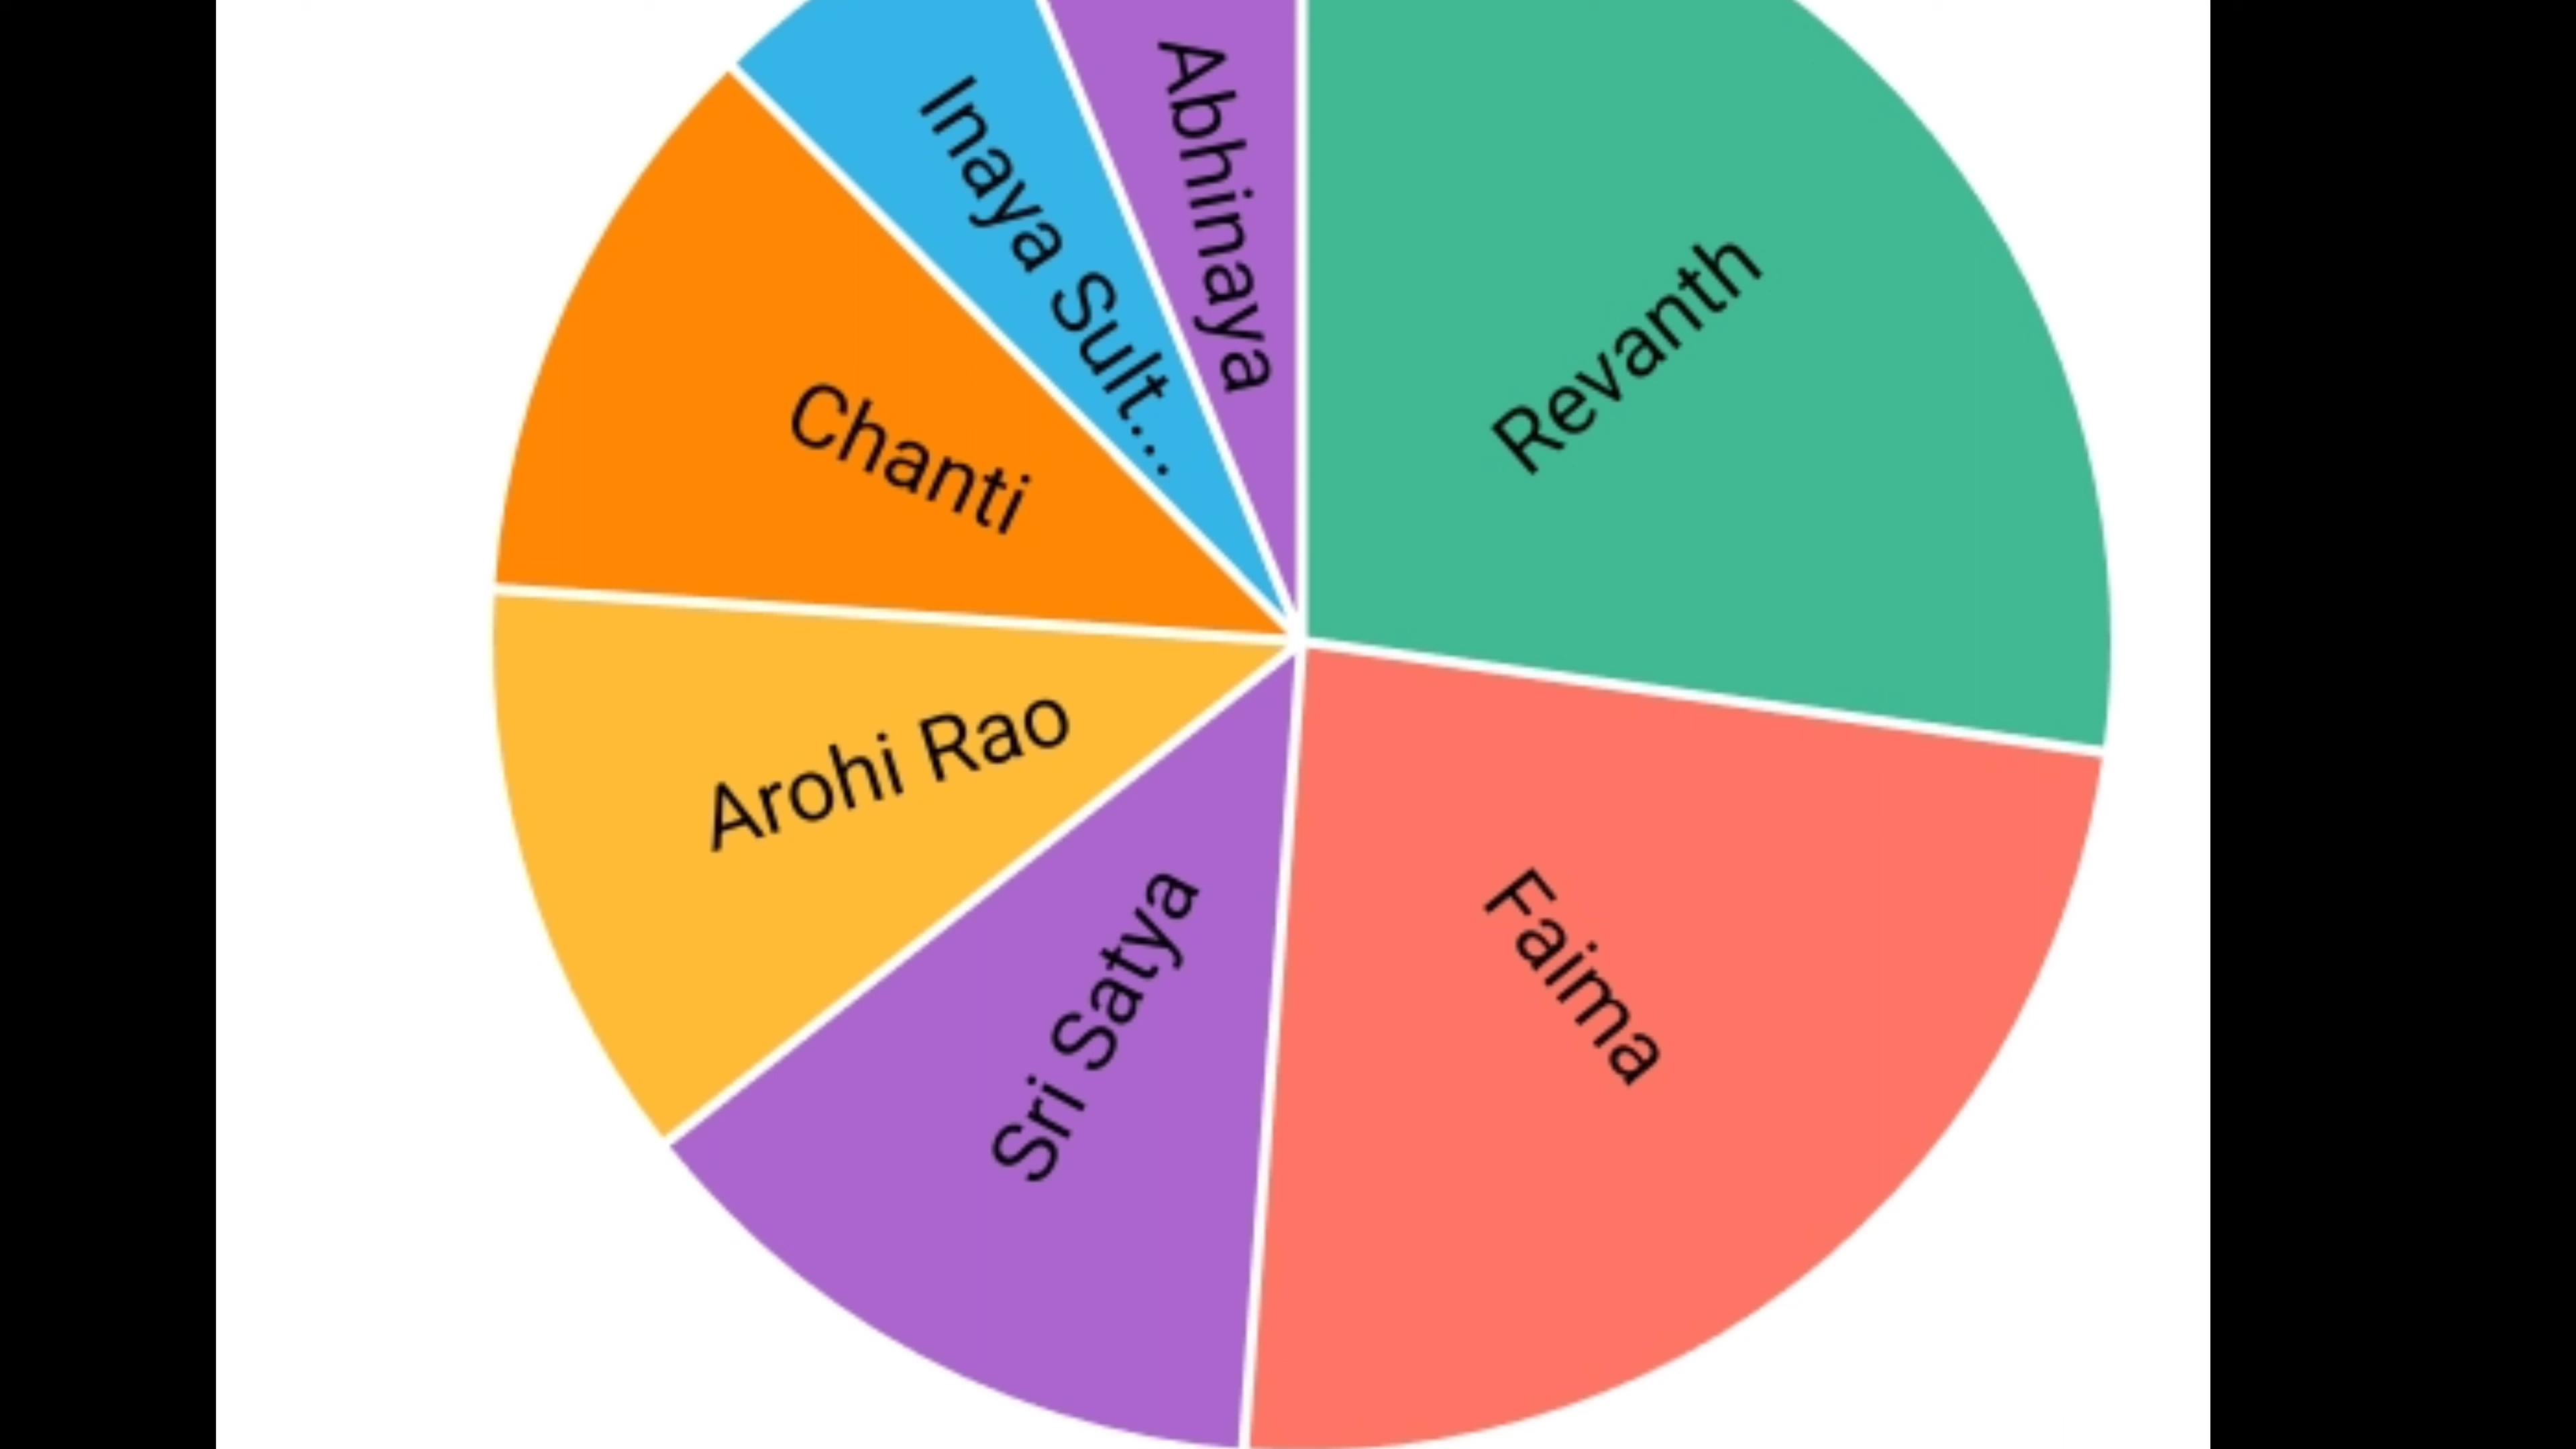 Abhinaya
Inaya Sult...
Revanth
Chanti
Arohi Rao
Sri Satya
Faima